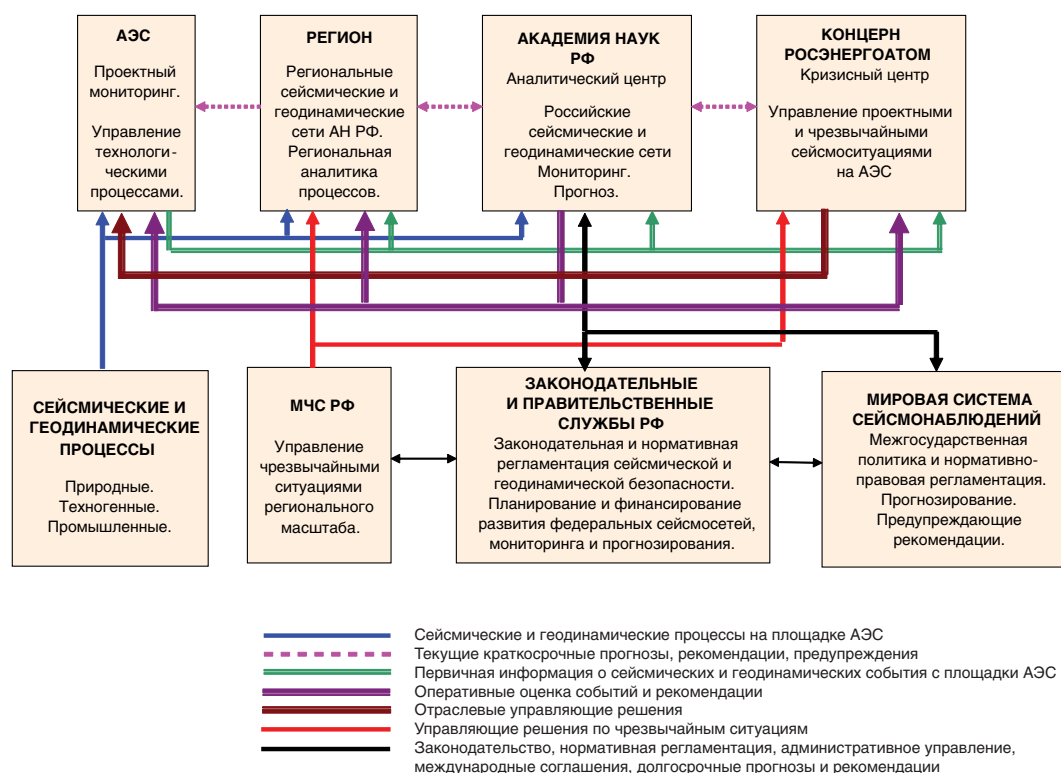 АЭС
Проектный
мониторинг.
Управление
технологи-
ческими
процессами.
РЕГИОН
Региональные
сейсмические и
геодинамические
сети АН РФ.
Региональная
аналитика
процессов.
АКАДЕМИЯ НАУК
РФ
Аналитический центр
Российские
сейсмические и
геодинамические сети
Мониторинг.
Прогноз.
КОНЦЕРН
РОСЭНЕРГОАТОМ
Кризисный центр
Управление проектными
и чрезвычайными
сейсмоситуациями
на АЭС
СЕЙСМИЧЕСКИЕ И
ГЕОДИНАМИЧЕСКИЕ
ПРОЦЕССЫ
Природные.
Техногенные.
Промышленные.
МЧС РФ
Управление
чрезвычайными
ситуациями
регионального
масштаба.
ЗАКОНОДАТЕЛЬНЫЕ
И ПРАВИТЕЛЬСТВЕННЫЕ
СЛУЖБЫ РФ
Законодательная и нормативная
регламентация сейсмической и
геодинамической безопасности.
Планирование и финансирование
развития федеральных сейсмосетей,
мониторинга и прогнозирования.
МИРОВАЯ СИСТЕМА
СЕЙСМОНАБЛЮДЕНИЙ
Межгосударственная
политика и нормативно-
правовая регламентация.
Прогнозирование.
Предупреждающие
рекомендации.
Сейсмические и геодинамические процессы на площадке АЭС
Текущие краткосрочные прогнозы, рекомендации, предупреждения
Первичная информация о сейсмических и геодинамических события с площадки АЭС
Оперативные оценка событий и рекомендации
Отраслевые управляющие решения
Управляющие решения по чрезвычайным ситуациям
Законодательство, нормативная регламентация, административное управление,
международные соглашения, долгосрочные прогнозы и рекомендации